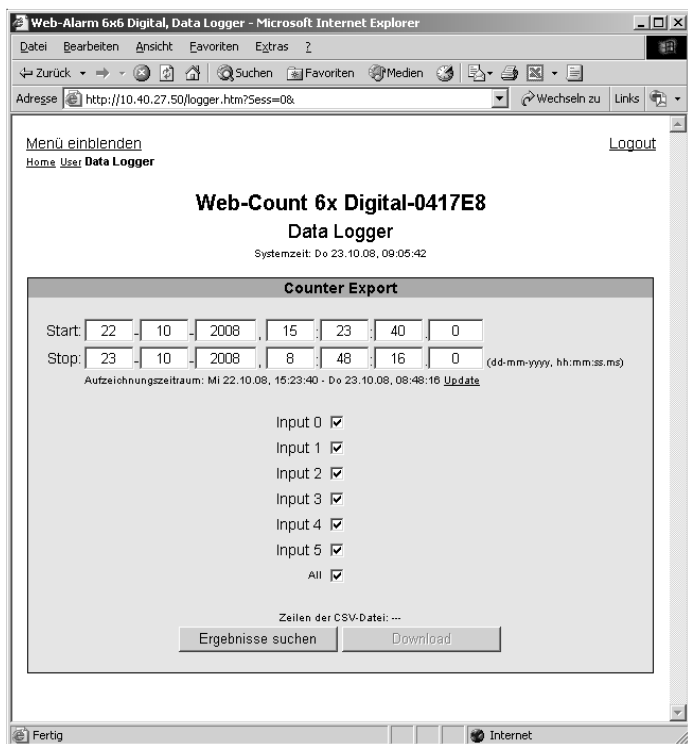 Web-Alarm 6x6 Digital, Data Logger - Microsoft Internet Explorer
Datei Bearbeiten Ansicht Favoriten Extras ?
Zurück Suchen Favoriten Medien
Adresse http://10.40.27.50/logger.htm?Sess=0& Wechseln zu Links
Menü einblenden Logout
Home User Data Logger
Web-Count 6x Digital-0417E8
Data Logger
Systemzeit: Do 23.10.08, 09:05:42
Counter Export
Start: 22 - 10 - 2008 , 15 : 23 : 40 . 0
Stop: 23 - 10 - 2008 , 8 : 48 : 16 . 0 (dd-mm-yyyy, hh:mm:ss.ms)
Aufzeichnungszeitraum: Mi 22.10.08, 15:23:40 - Do 23.10.08, 08:48:16 Update
Input 0
Input 1
Input 2
Input 3
Input 4
Input 5
All
Zeilen der CSV-Datei: ---
Ergebnisse suchen Download
Fertig Internet